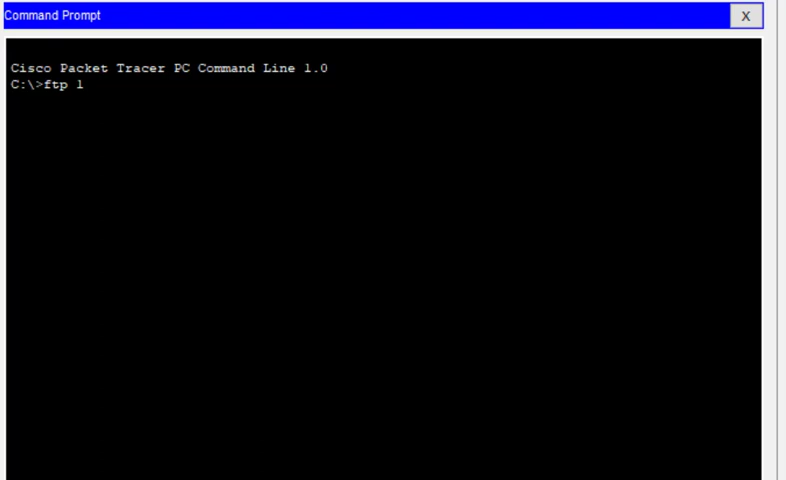 Command Prompt
X
Cisco Packet Tracer PC Command Line 1.0
C:\>ftp 1